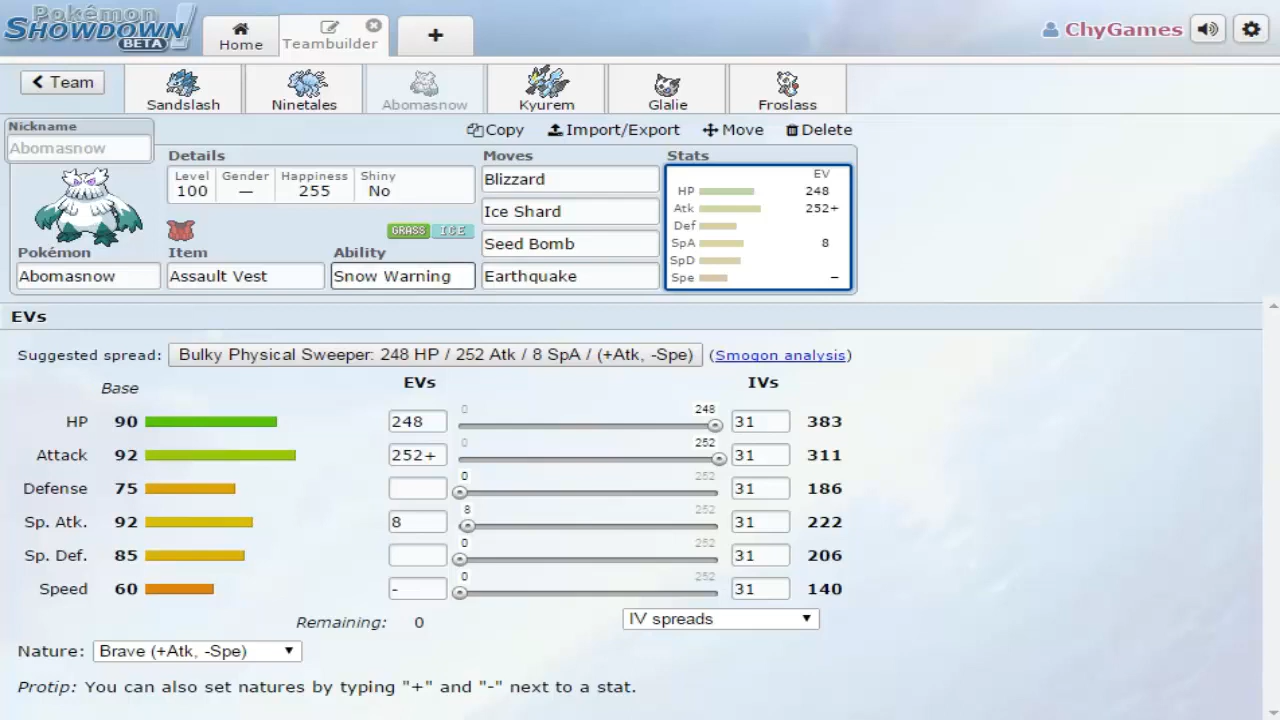 Pokémon
SHOWDOWN!
BETA
Home
Teambuilder
+
ChyGames
Team
Sandslash
Ninetales
Abomasnow
Kyurem
Glalie
Froslass
Nickname
Abomasnow
Copy
Import/Export
Move
Delete
Details
Moves
Stats
Level
Gender
Happiness
Shiny
100
—
255
No
Blizzard
Ice Shard
Seed Bomb
Earthquake
EV
HP 248
Atk 252+
Def
SpA 8
SpD
Spe –
GRASS ICE
Pokémon
Item
Ability
Abomasnow
Assault Vest
Snow Warning
EVs
Suggested spread: Bulky Physical Sweeper: 248 HP / 252 Atk / 8 SpA / (+Atk, -Spe) (Smogon analysis)
Base EVs IVs
HP 90 248 0 248 31 383
Attack 92 252+ 0 252 31 311
Defense 75 0 252 31 186
Sp. Atk. 92 8 8 252 31 222
Sp. Def. 85 0 252 31 206
Speed 60 - 0 252 31 140
Remaining: 0 IV spreads
Nature: Brave (+Atk, -Spe)
Protip: You can also set natures by typing "+" and "-" next to a stat.